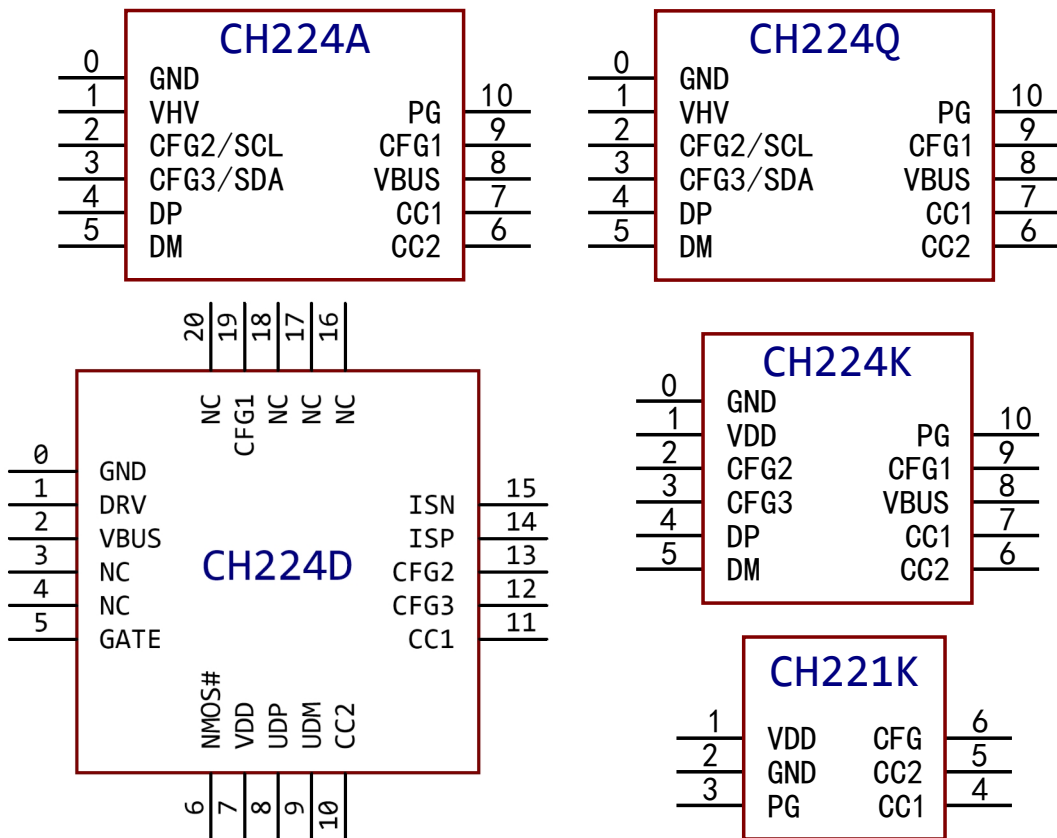 CH224A
0 GND
1 VHV PG 10
2 CFG2/SCL CFG1 9
3 CFG3/SDA VBUS 8
4 DP CC1 7
5 DM CC2 6
CH224Q
0 GND
1 VHV PG 10
2 CFG2/SCL CFG1 9
3 CFG3/SDA VBUS 8
4 DP CC1 7
5 DM CC2 6
20 19 18 17 16
NC CFG1 NC NC NC
0 GND
1 DRV ISN 15
2 VBUS ISP 14
3 NC CH224D CFG2 13
4 NC CFG3 12
5 GATE CC1 11
NMOS# VDD UDP UDM CC2
6 7 8 9 10
CH224K
0 GND
1 VDD PG 10
2 CFG2 CFG1 9
3 CFG3 VBUS 8
4 DP CC1 7
5 DM CC2 6
CH221K
1 VDD CFG 6
2 GND CC2 5
3 PG CC1 4